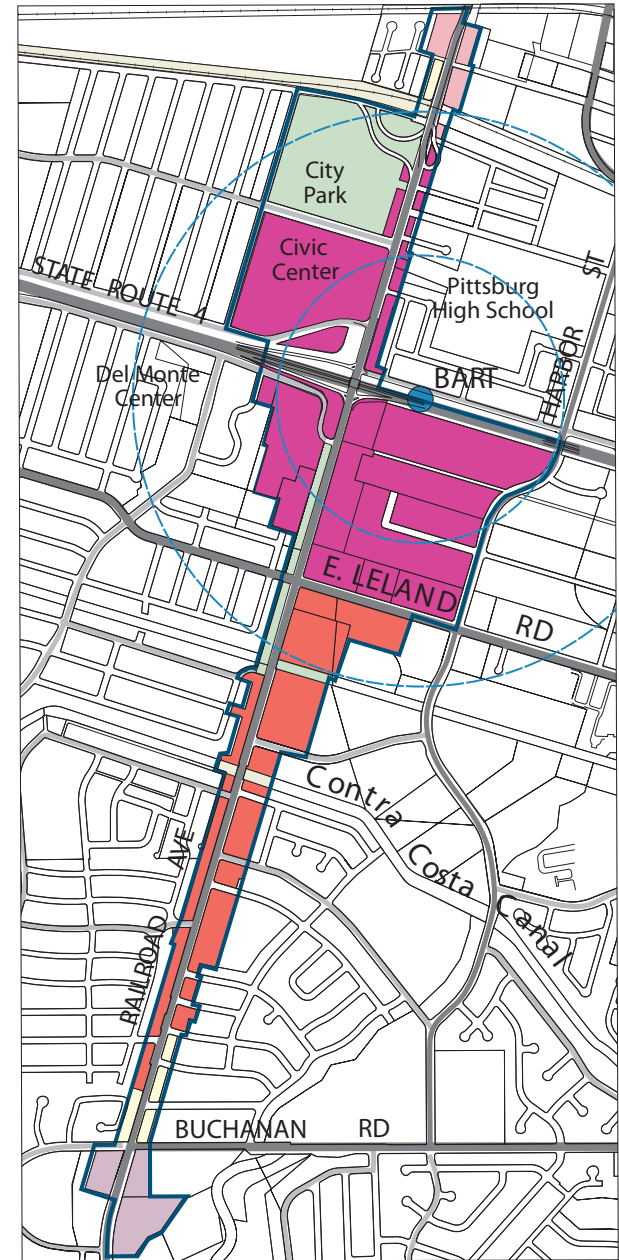 City
Park
Civic
Center
STATE ROUTE 4
Pittsburg
High School
HARBOR ST
BART
Del Monte
Center
E. LELAND RD
Contra Costa Canal
RAILROAD AVE
BUCHANAN RD